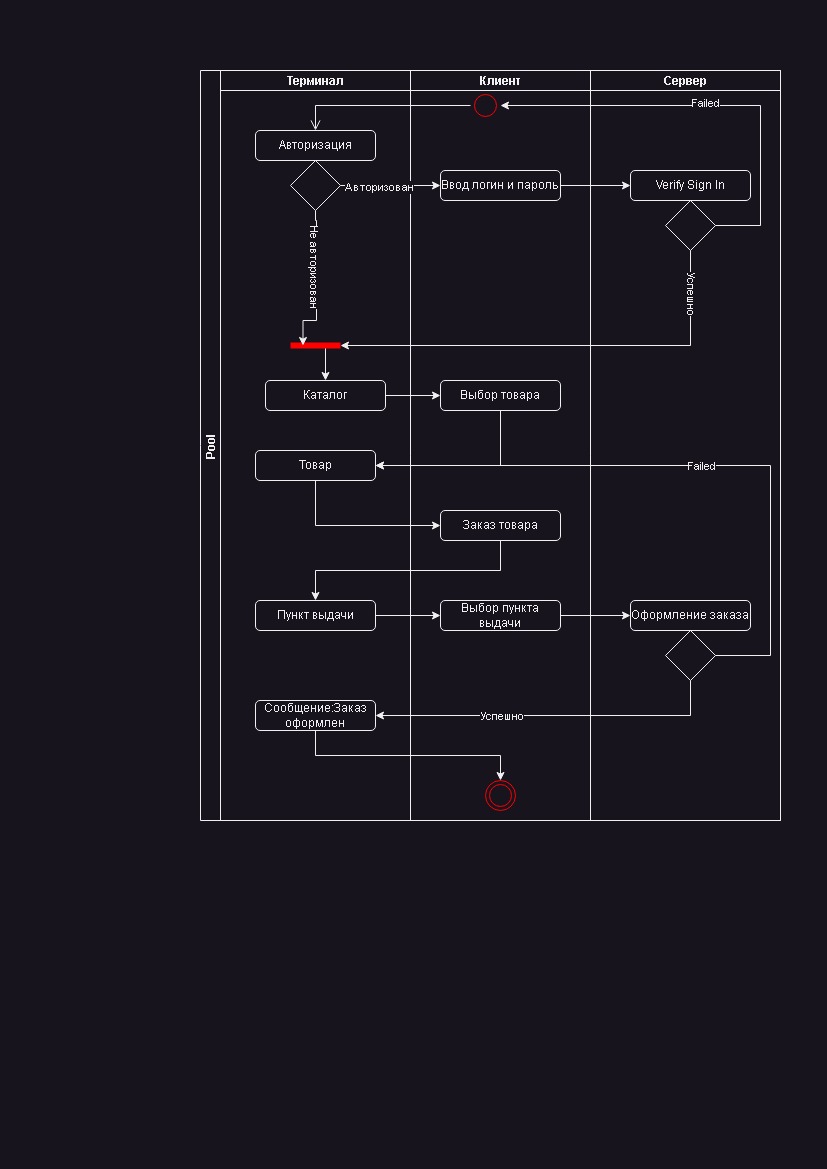 Терминал
Клиент
Сервер
Failed
Авторизация
Авторизован
Ввод логин и пароль
Verify Sign In
Не авторизован
Успешно
Каталог
Выбор товара
Pool
Товар
Failed
Заказ товара
Пункт выдачи
Выбор пункта
выдачи
Оформление заказа
Сообщение:Заказ
оформлен
Успешно